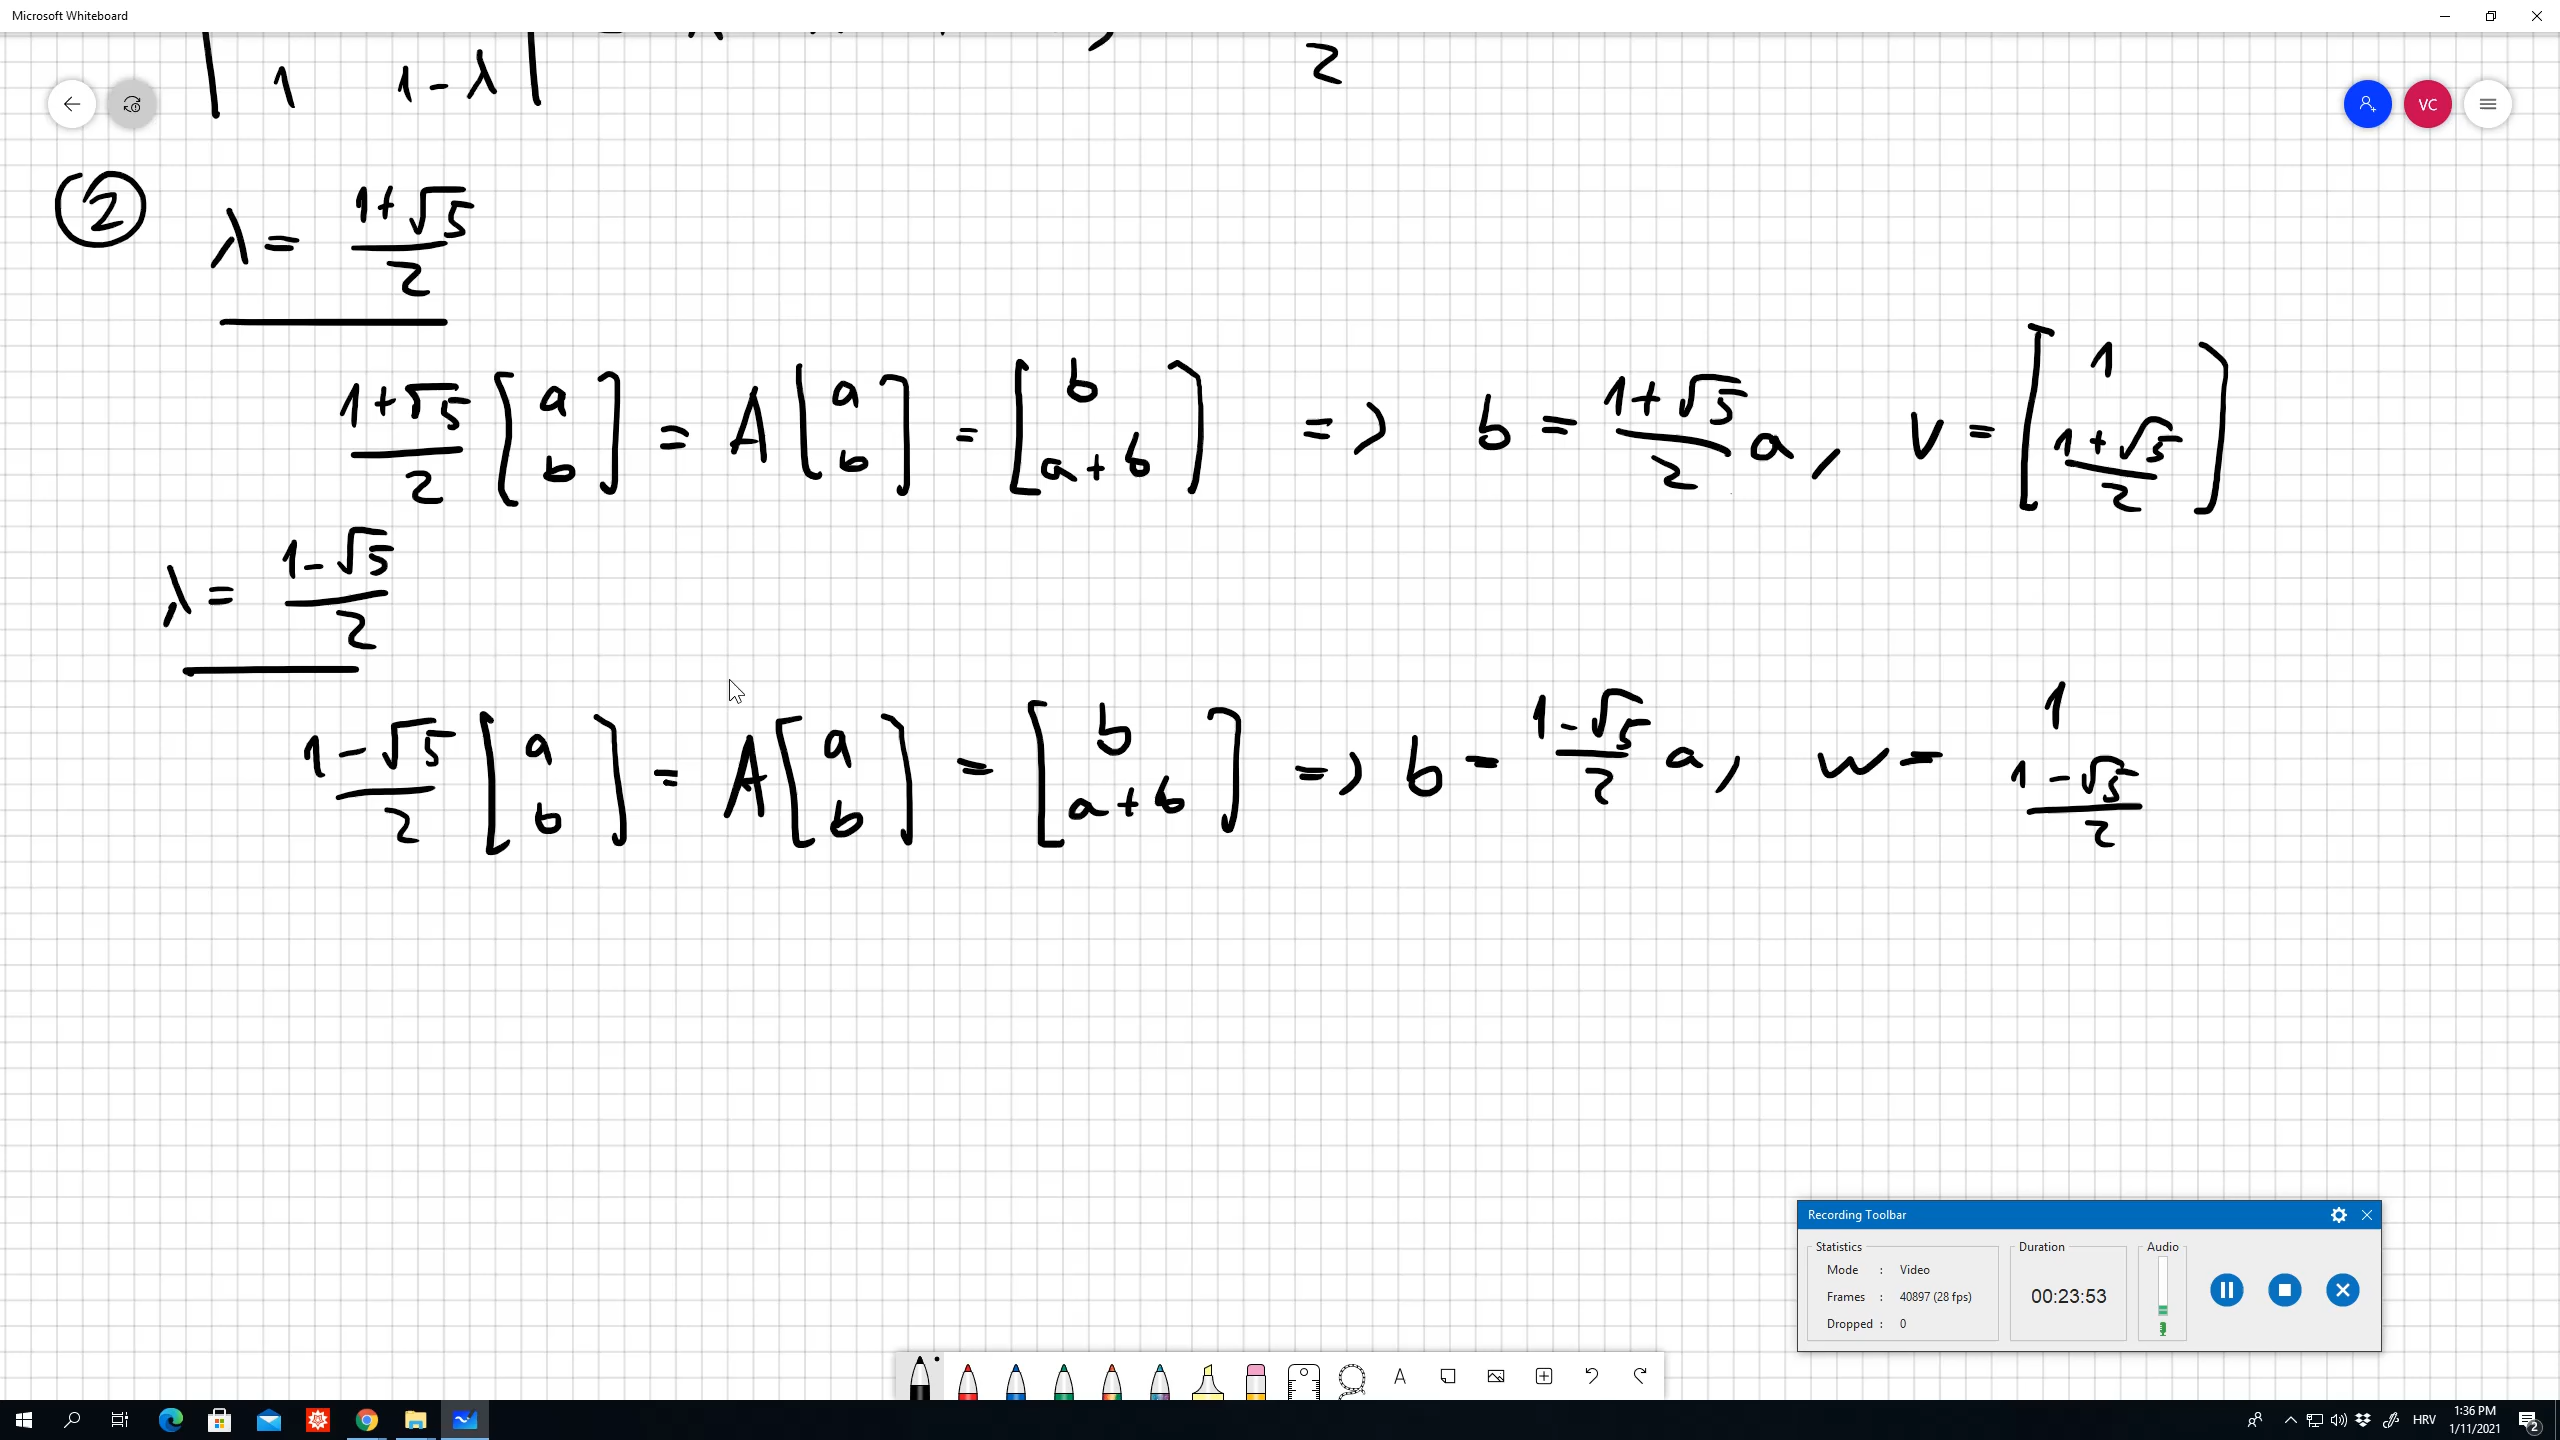 Microsoft Whiteboard
2
1 1 - λ
VC
② λ = (1 + √5)/2
(1 + √5)/2 [a b] = A [a b] = [b a + b] => b = (1 + √5)/2 a, v = [1 (1 + √5)/2]
λ = (1 - √5)/2
(1 - √5)/2 [a b] = A [a b] = [b a + b] => b = (1 - √5)/2 a, w = 1 (1 - √5)/2
Recording Toolbar
Statistics Duration Audio
Mode : Video
Frames : 40897 (28 fps) 00:23:53
Dropped : 0
A
HRV
1:36 PM
1/11/2021
2